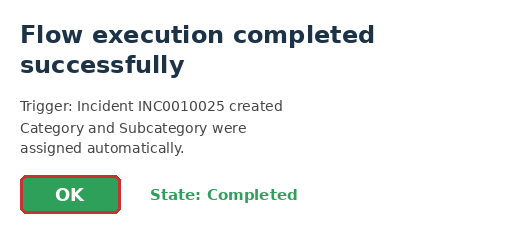 Flow execution completed
successfully
Trigger: Incident INC0010025 created
Category and Subcategory were
assigned automatically.
OK
State: Completed